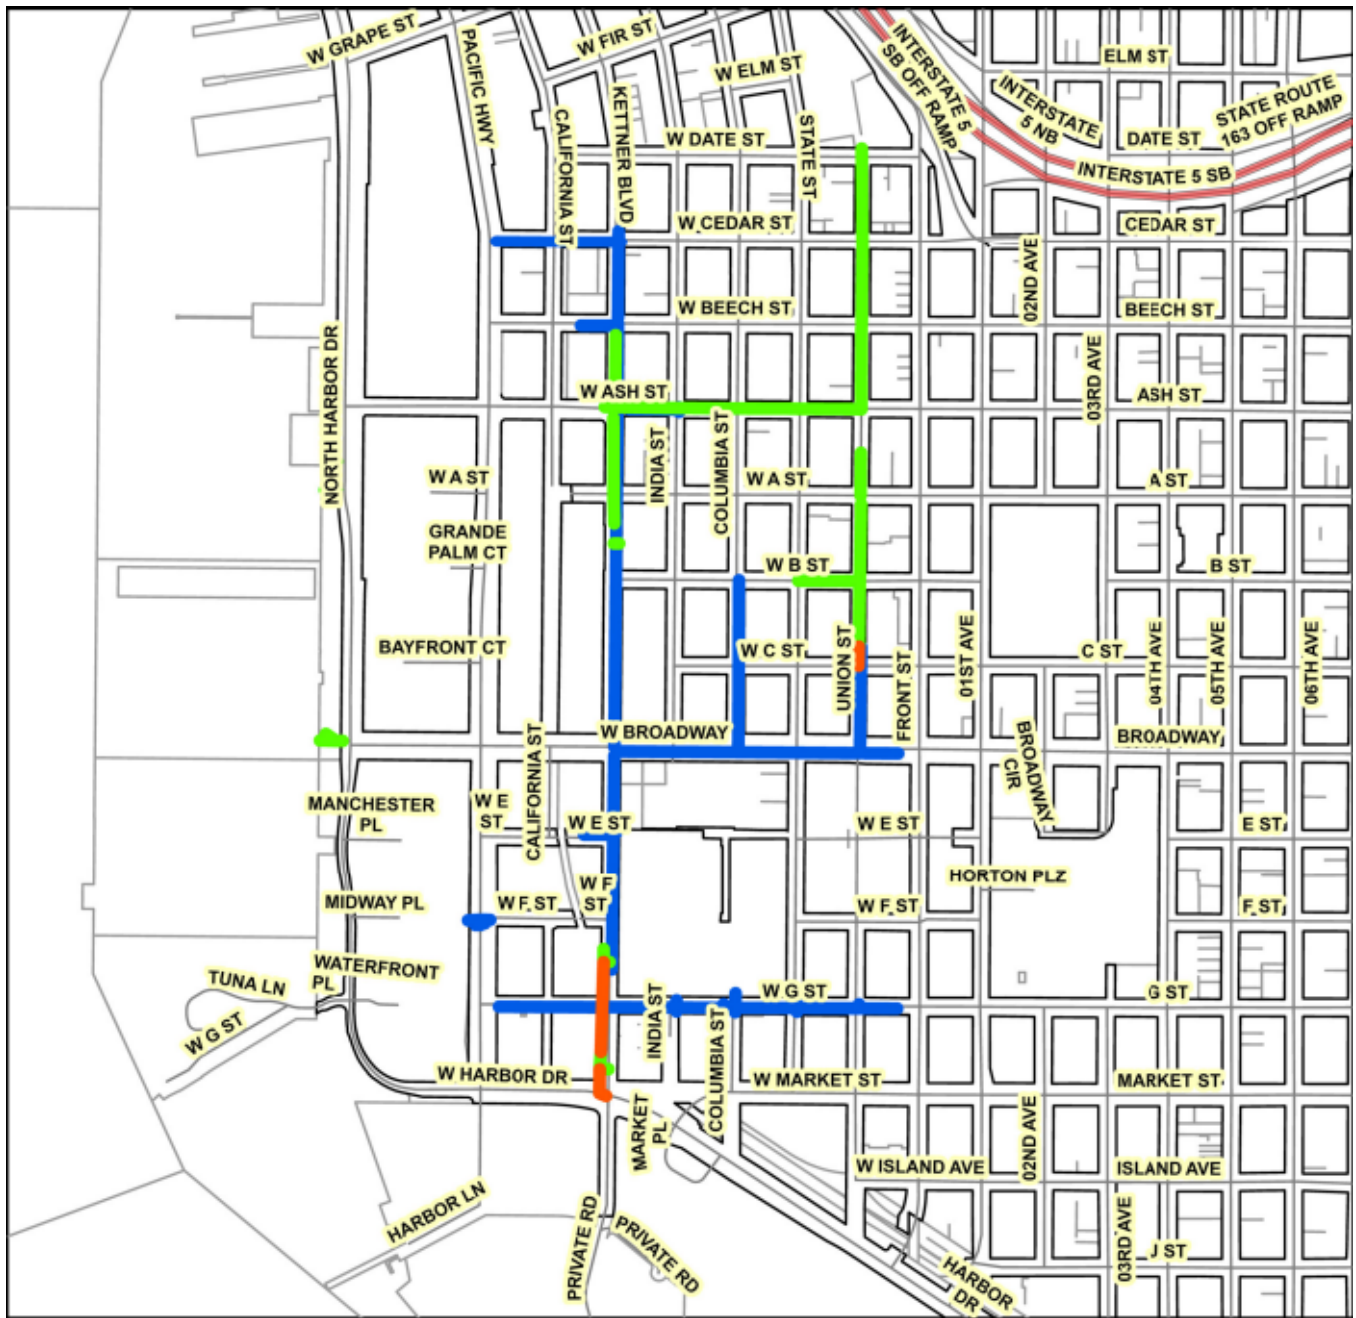 W GRAPE ST
PACIFIC HWY
W FIR ST
W ELM ST
INTERSTATE 5
SB OFF RAMP
INTERSTATE
5 NB
ELM ST
STATE ROUTE
163 OFF RAMP
DATE ST
INTERSTATE 5 SB
CALIFORNIA ST
KETTNER BLVD
W DATE ST
STATE ST
W CEDAR ST
CEDAR ST
02ND AVE
W BEECH ST
BEECH ST
NORTH HARBOR DR
W ASH ST
03RD AVE
ASH ST
INDIA ST
COLUMBIA ST
W A ST
W A ST
A ST
GRANDE
PALM CT
W B ST
B ST
BAYFRONT CT
W C ST
UNION ST
FRONT ST
01ST AVE
C ST
04TH AVE
05TH AVE
06TH AVE
W BROADWAY
BROADWAY
CIR
BROADWAY
CALIFORNIA ST
MANCHESTER
PL
W E
ST
W E ST
W E ST
E ST
HORTON PLZ
MIDWAY PL
W F ST
W F
ST
W F ST
F ST
WATERFRONT
PL
TUNA LN
W G ST
W G ST
G ST
INDIA ST
COLUMBIA ST
W HARBOR DR
W MARKET ST
MARKET ST
MARKET
PL
02ND AVE
W ISLAND AVE
ISLAND AVE
HARBOR LN
PRIVATE RD
PRIVATE RD
03RD AVE
J ST
HARBOR
DR